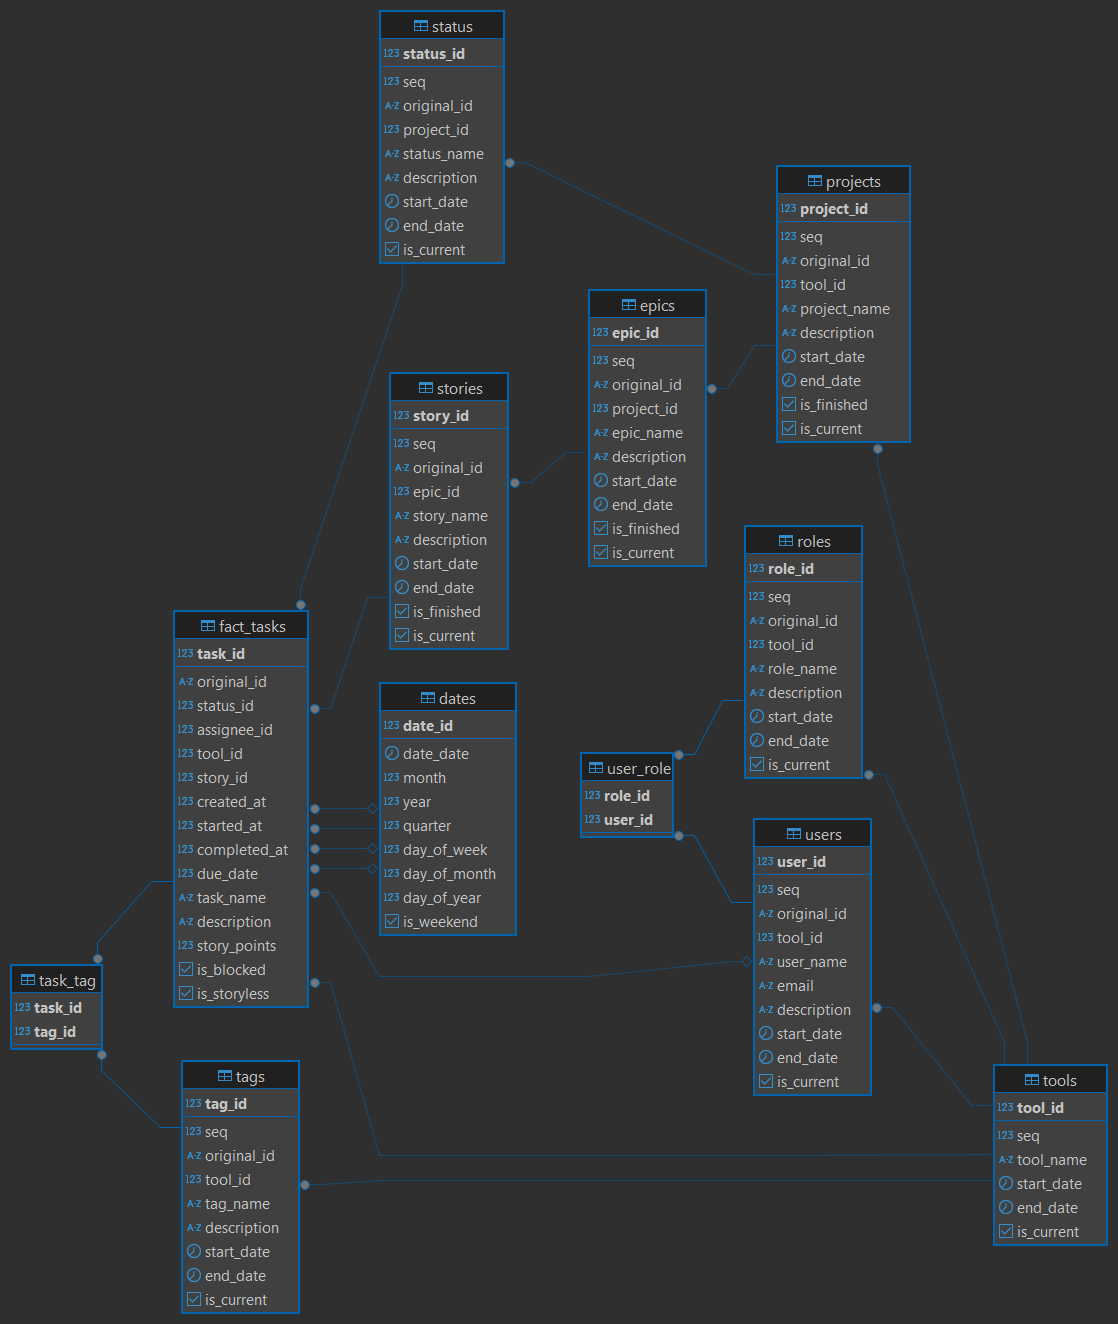 status
123 status_id
123 seq
A-Z original_id
123 project_id
A-Z status_name
A-Z description
start_date
end_date
is_current
projects
123 project_id
123 seq
A-Z original_id
123 tool_id
A-Z project_name
A-Z description
start_date
end_date
is_finished
is_current
epics
123 epic_id
123 seq
A-Z original_id
123 project_id
A-Z epic_name
A-Z description
start_date
end_date
is_finished
is_current
stories
123 story_id
123 seq
A-Z original_id
123 epic_id
A-Z story_name
A-Z description
start_date
end_date
is_finished
is_current
roles
123 role_id
123 seq
A-Z original_id
123 tool_id
A-Z role_name
A-Z description
start_date
end_date
is_current
fact_tasks
123 task_id
A-Z original_id
123 status_id
123 assignee_id
123 tool_id
123 story_id
123 created_at
123 started_at
123 completed_at
123 due_date
A-Z task_name
A-Z description
123 story_points
is_blocked
is_storyless
dates
123 date_id
date_date
123 month
123 year
123 quarter
123 day_of_week
123 day_of_month
123 day_of_year
is_weekend
user_role
123 role_id
123 user_id
users
123 user_id
123 seq
A-Z original_id
123 tool_id
A-Z user_name
A-Z email
A-Z description
start_date
end_date
is_current
task_tag
123 task_id
123 tag_id
tags
123 tag_id
123 seq
A-Z original_id
123 tool_id
A-Z tag_name
A-Z description
start_date
end_date
is_current
tools
123 tool_id
123 seq
A-Z tool_name
start_date
end_date
is_current